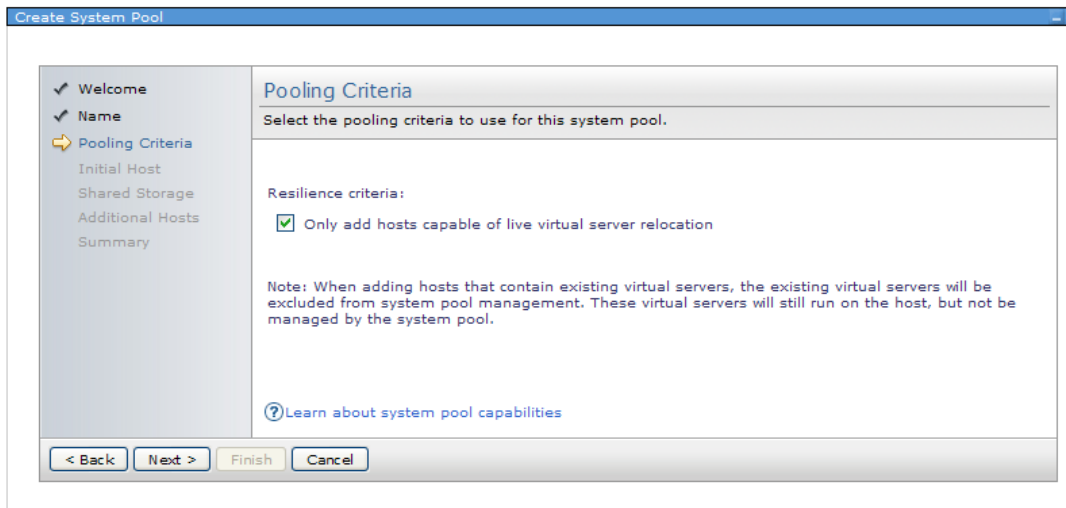 Create System Pool
Welcome
Name
Pooling Criteria
Initial Host
Shared Storage
Additional Hosts
Summary
Pooling Criteria
Select the pooling criteria to use for this system pool.
Resilience criteria:
Only add hosts capable of live virtual server relocation
Note: When adding hosts that contain existing virtual servers, the existing virtual servers will be
excluded from system pool management. These virtual servers will still run on the host, but not be
managed by the system pool.
?Learn about system pool capabilities
< Back Next > Finish Cancel